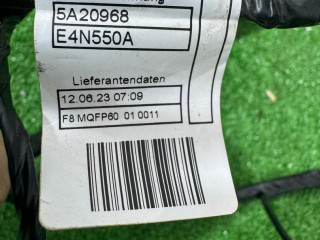 5A20968
E4N550A
Lieferantendaten
12.06.23 07:09
F8 MQFP60 01 0011